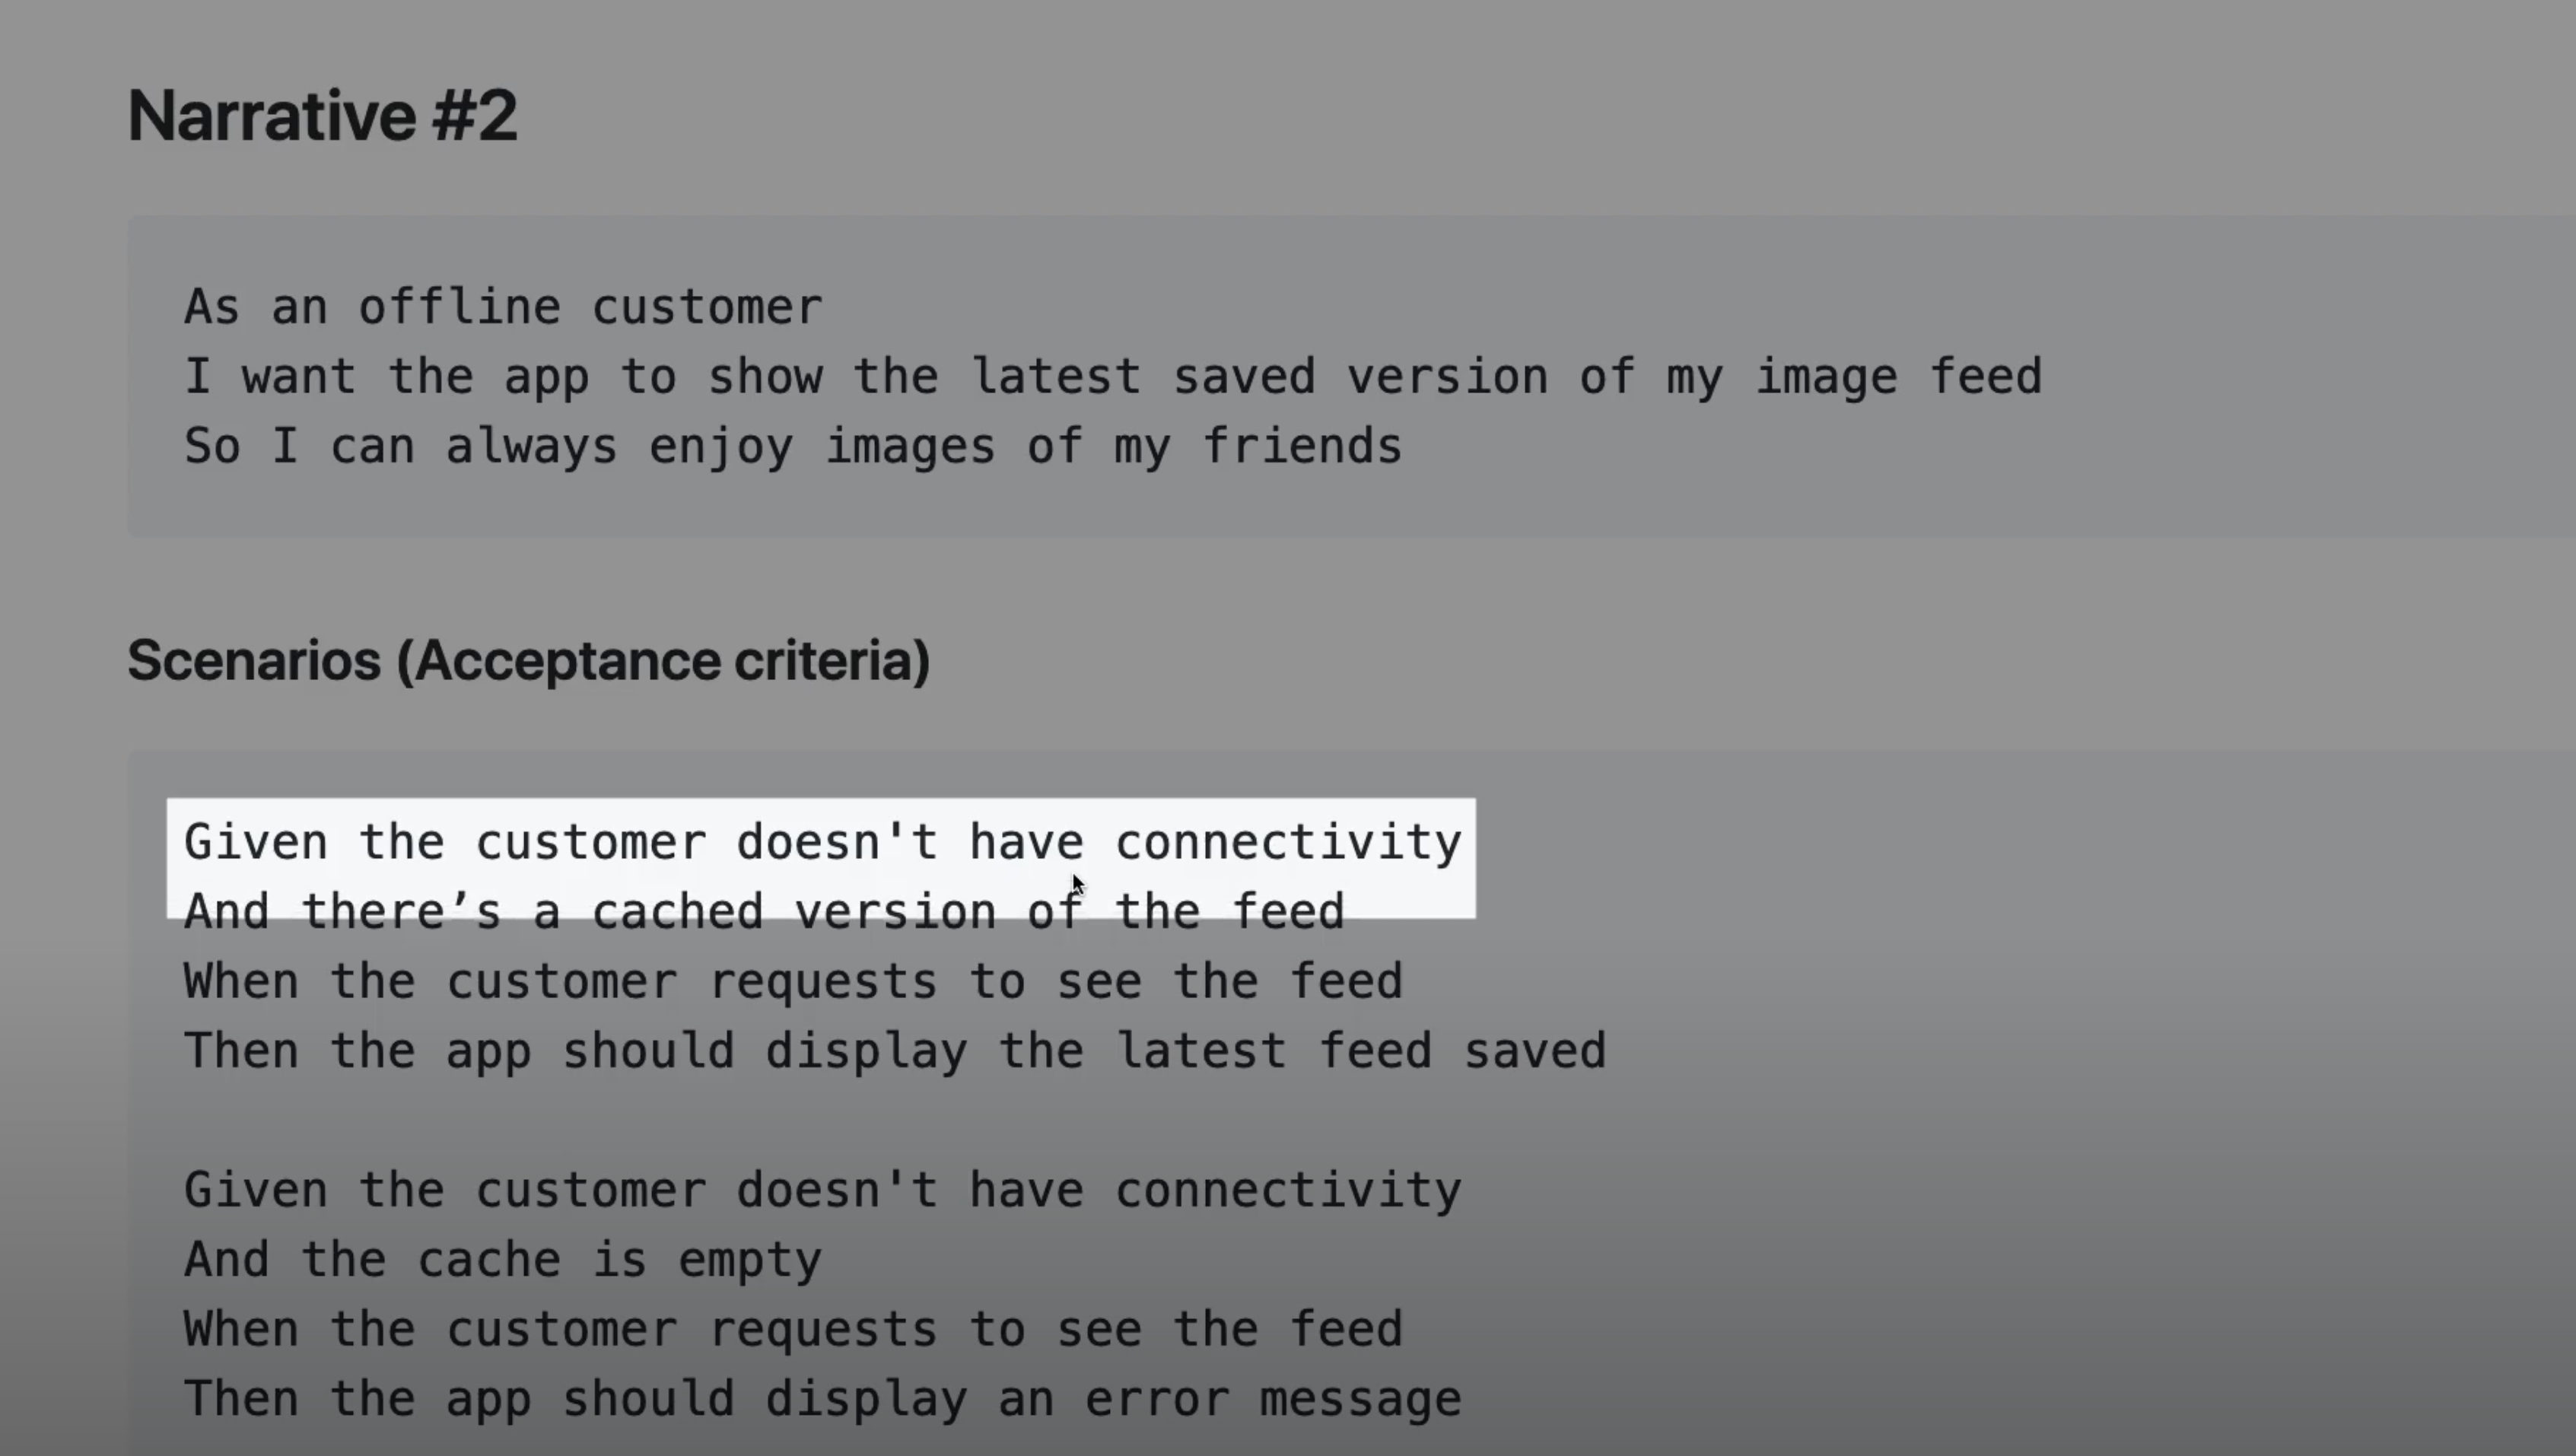 Narrative #2
As an offline customer
I want the app to show the latest saved version of my image feed
So I can always enjoy images of my friends
Scenarios (Acceptance criteria)
Given the customer doesn't have connectivity
And there’s a cached version of the feed
When the customer requests to see the feed
Then the app should display the latest feed saved
Given the customer doesn't have connectivity
And the cache is empty
When the customer requests to see the feed
Then the app should display an error message